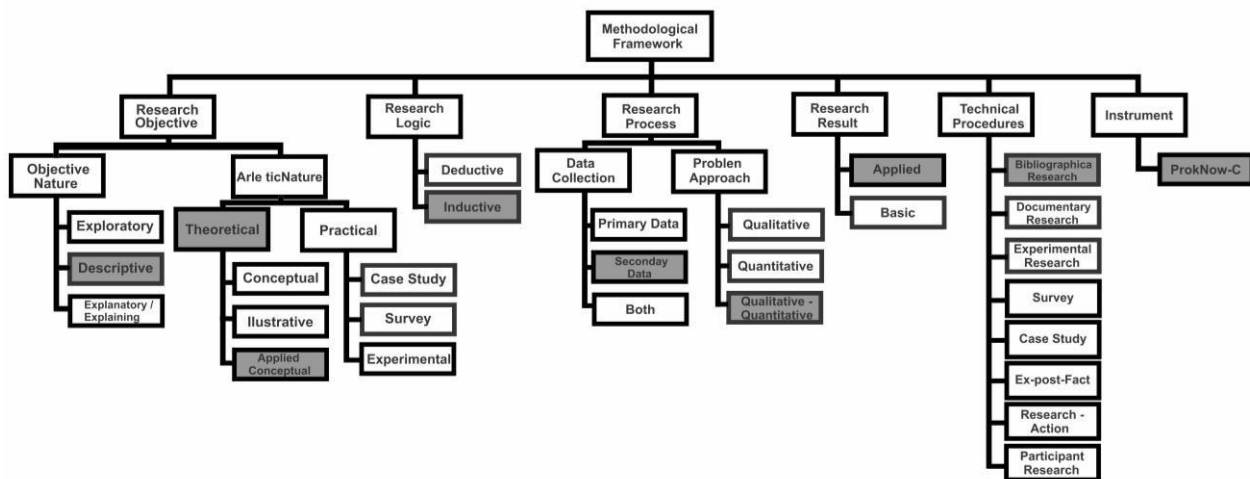 Methodological
Framework
Research
Objective
Research
Logic
Research
Process
Research
Result
Technical
Procedures
Instrument
Objective
Nature
Arle ticNature
Deductive
Inductive
Data
Collection
Problen
Approach
Applied
Basic
Bibliographica
Research
Documentary
Research
Experimental
Research
Survey
Case Study
Ex-post-Fact
Research -
Action
Participant
Research
ProkNow-C
Exploratory
Descriptive
Explanatory /
Explaining
Theoretical
Practical
Conceptual
Ilustrative
Applied
Conceptual
Case Study
Survey
Experimental
Primary Data
Seconday
Data
Both
Qualitative
Quantitative
Qualitative -
Quantitative